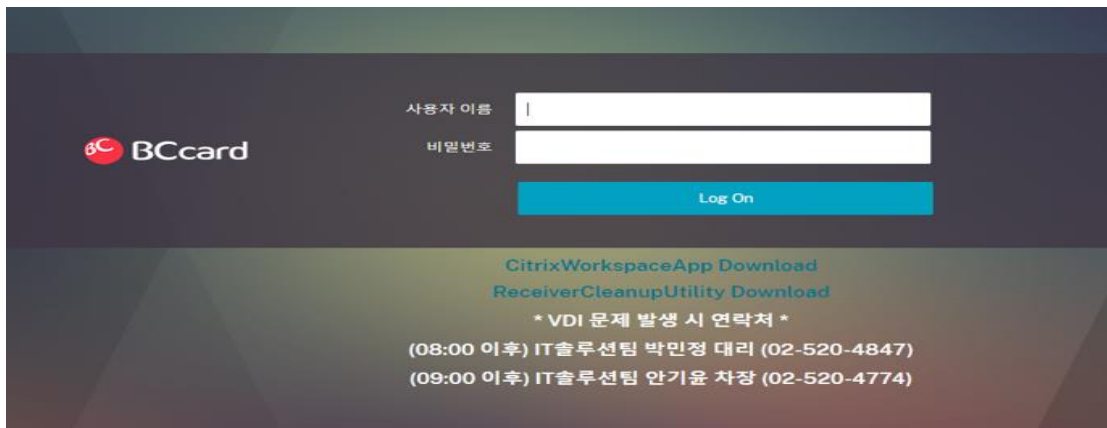 사용자 이름
BC BCcard
비밀번호
Log On
CitrixWorkspaceApp Download
ReceiverCleanupUtility Download
* VDI 문제 발생 시 연락처 *
(08:00 이후) IT솔루션팀 박민정 대리 (02-520-4847)
(09:00 이후) IT솔루션팀 안기윤 차장 (02-520-4774)